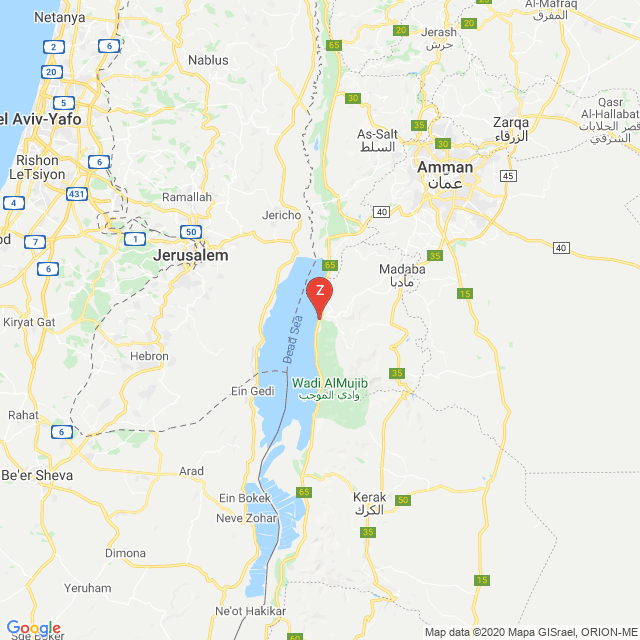 Al-Mafraq
المفرق
Netanya
Jerash
جرش
2
6
65
20
Nablus
20
20
30
Qasr
Al-Hallabat
قصر الحلابات
الشرقي
5
Aviv-Yafo
35
Zarqa
الزرقاء
As-Salt
السلط
30
Rishon
LeTsiyon
6
Amman
عمان
45
431
4
Ramallah
Jericho
40
50
7
1
40
Jerusalem
35
65
6
Madaba
مادبا
15
Z
Kiryat Gat
Dead Sea
Hebron
35
Wadi AlMujib
وادي الموجب
Ein Gedi
Rahat
6
Be'er Sheva
Arad
65
Ein Bokek
Kerak
الكرك
50
Neve Zohar
35
Dimona
Yeruham
15
Ne'ot Hakikar
Google
Sde Boker
50
Map data ©2020 Mapa GISrael, ORION-ME